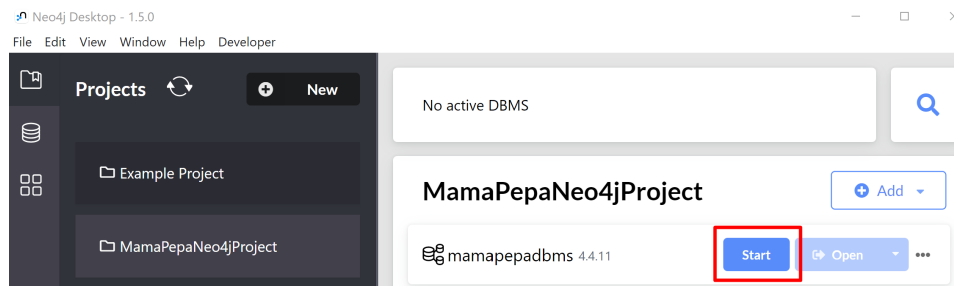 Neo4j Desktop - 1.5.0
File Edit View Window Help Developer
Projects
New
No active DBMS
Example Project
MamaPepaNeo4jProject
MamaPepaNeo4jProject
Add
mamapepadbms 4.4.11
Start
Open